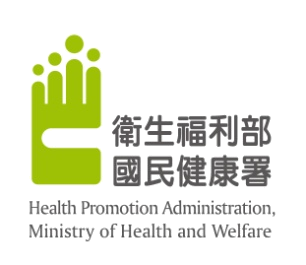 衛生福利部
國民健康署
Health Promotion Administration,
Ministry of Health and Welfare